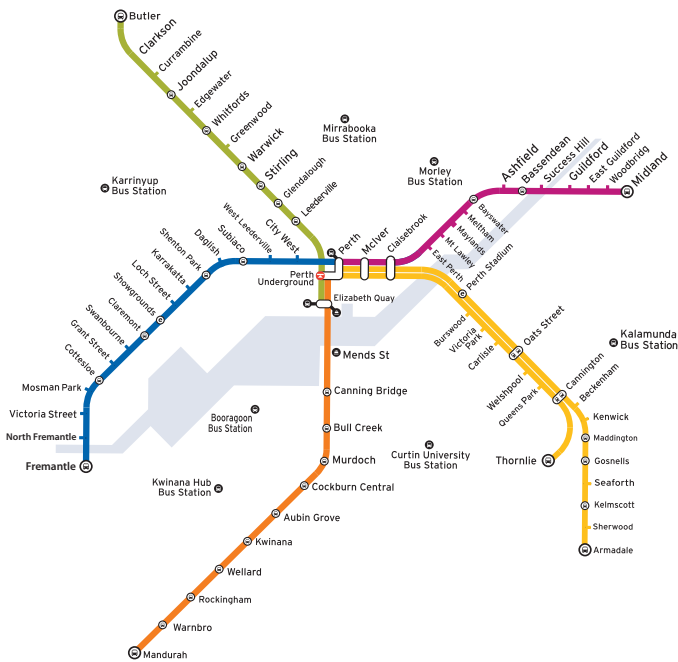 Butler
Clarkson
Currambine
Joondalup
Edgewater
Whitfords
Greenwood
Warwick
Stirling
Glendalough
Leederville
Mirrabooka
Bus Station
Morley
Bus Station
Karrinyup
Bus Station
Ashfield
Bassendean
Success Hill
Guildford
East Guildford
Woodbridg
Midland
Bayswater
Meltham
Maylands
Mt Lawley
East Perth
Claisebrook
McIver
Perth
City West
West Leederville
Subiaco
Daglish
Shenton Park
Karrakatta
Loch Street
Showgrounds
Claremont
Swanbourne
Grant Street
Cottesloe
Mosman Park
Victoria Street
North Fremantle
Fremantle
Perth
Underground
Elizabeth Quay
Mends St
Perth Stadium
Burswood
Victoria
Park
Carlisle
Oats Street
Welshpool
Queens Park
Cannington
Beckenham
Kalamunda
Bus Station
Kenwick
Maddington
Gosnells
Seaforth
Kelmscott
Sherwood
Armadale
Thornlie
Canning Bridge
Booragoon
Bus Station
Bull Creek
Curtin University
Bus Station
Murdoch
Kwinana Hub
Bus Station
Cockburn Central
Aubin Grove
Kwinana
Wellard
Rockingham
Warnbro
Mandurah